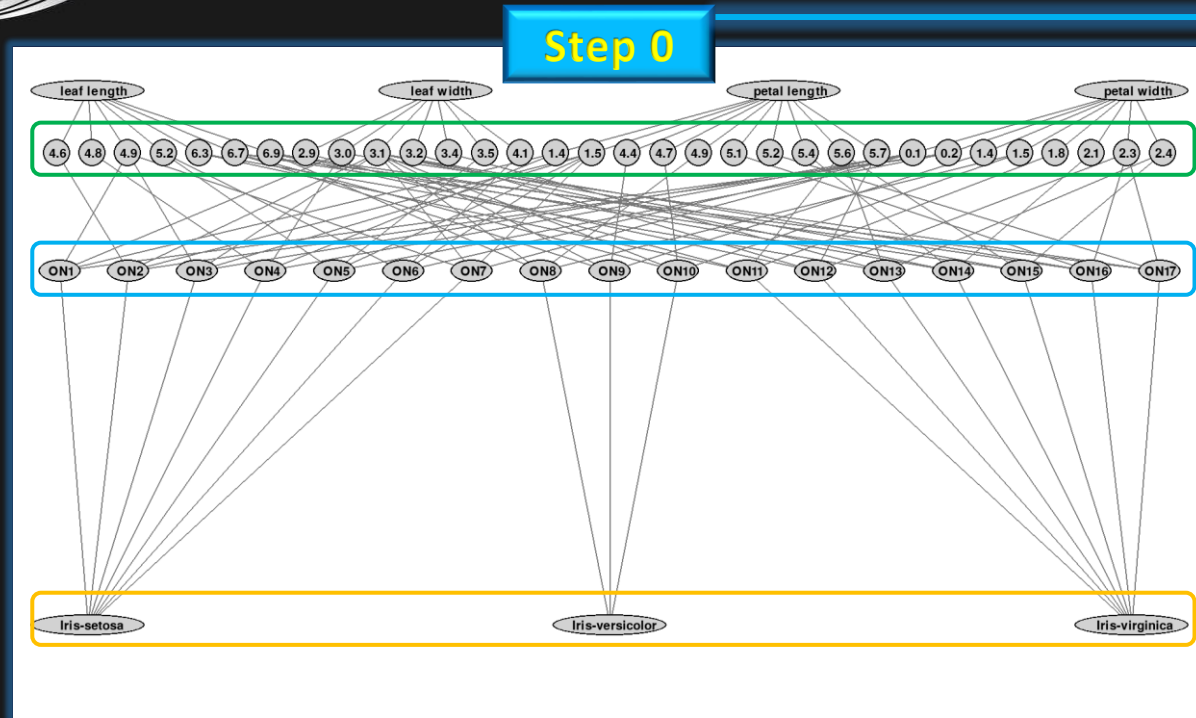 Step 0
leaf length leaf width petal length petal width
4.6 4.8 4.9 5.2 6.3 6.7 6.9 2.9 3.0 3.1 3.2 3.4 3.5 4.1 1.4 1.5 4.4 4.7 4.9 5.1 5.2 5.4 5.6 5.7 0.1 0.2 1.4 1.5 1.8 2.1 2.3 2.4
ON1 ON2 ON3 ON4 ON5 ON6 ON7 ON8 ON9 ON10 ON11 ON12 ON13 ON14 ON15 ON16 ON17
Iris-setosa Iris-versicolor Iris-virginica